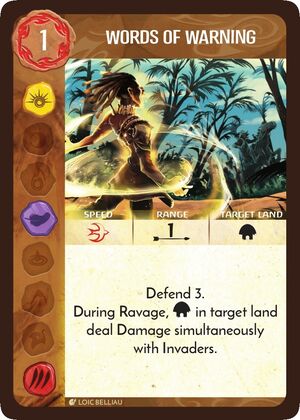 1
WORDS OF WARNING
SPEED RANGE TARGET LAND
1
Defend 3.
During Ravage, in target land
deal Damage simultaneously
with Invaders.
LOIC BELLIAU